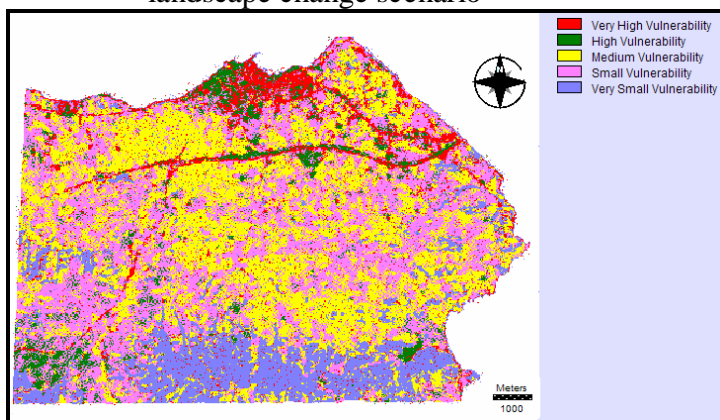 landscape change scenario
Very High Vulnerability
High Vulnerability
Medium Vulnerability
Small Vulnerability
Very Small Vulnerability
Meters
1000